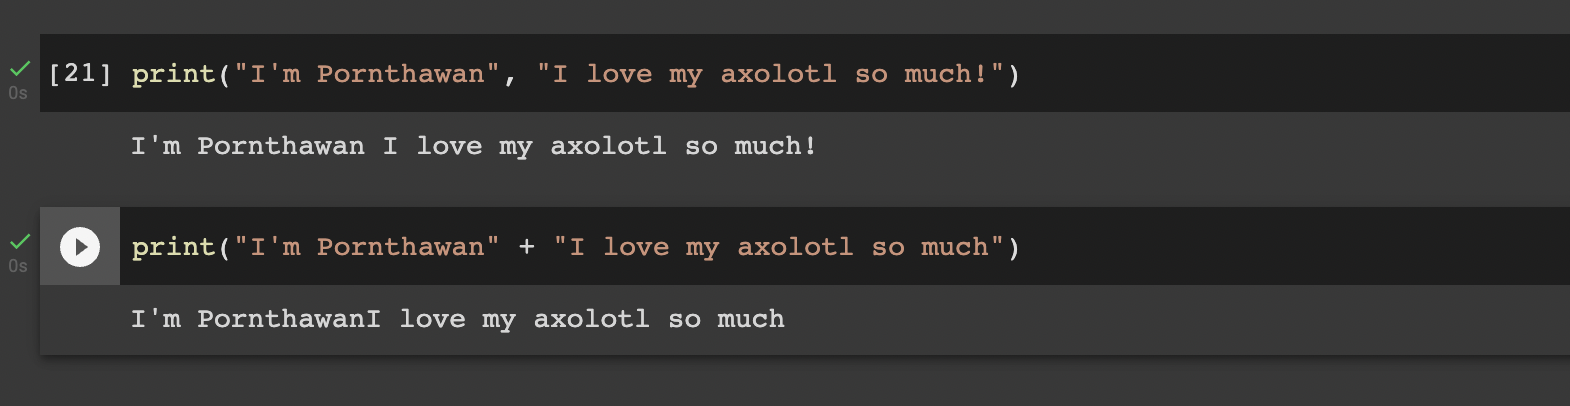 [21] print("I'm Pornthawan", "I love my axolotl so much!")
0s
I'm Pornthawan I love my axolotl so much!
print("I'm Pornthawan" + "I love my axolotl so much")
0s
I'm PornthawanI love my axolotl so much